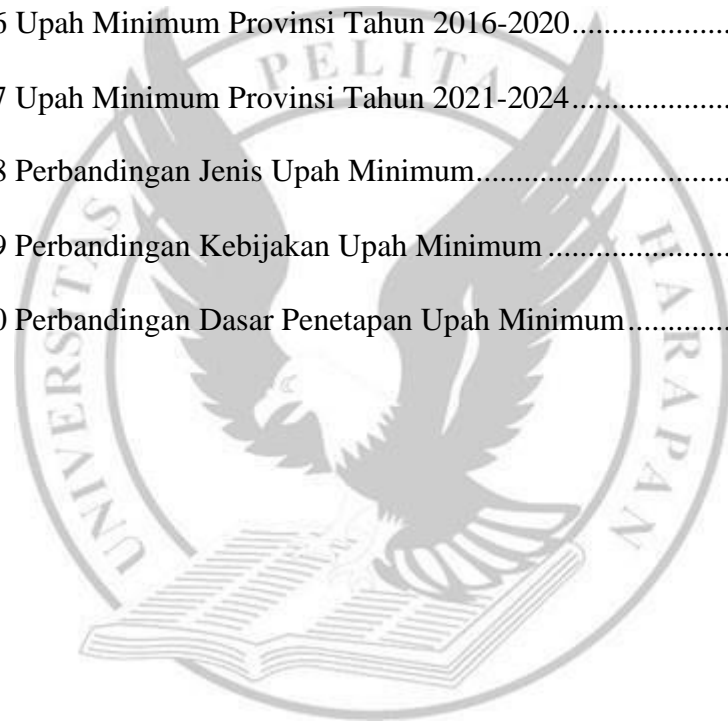 6 Upah Minimum Provinsi Tahun 2016-2020....................
7 Upah Minimum Provinsi Tahun 2021-2024....................
8 Perbandingan Jenis Upah Minimum................................
9 Perbandingan Kebijakan Upah Minimum .......................
0 Perbandingan Dasar Penetapan Upah Minimum.............
UNIVERSITAS PELITA HARAPAN